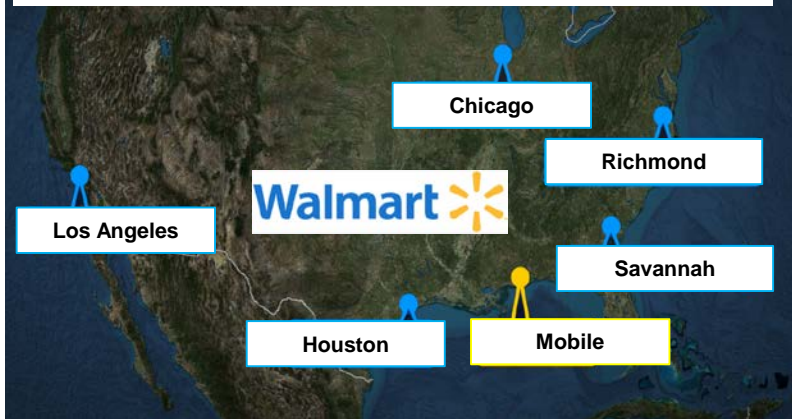 Chicago
Richmond
Walmart
Los Angeles
Savannah
Houston
Mobile